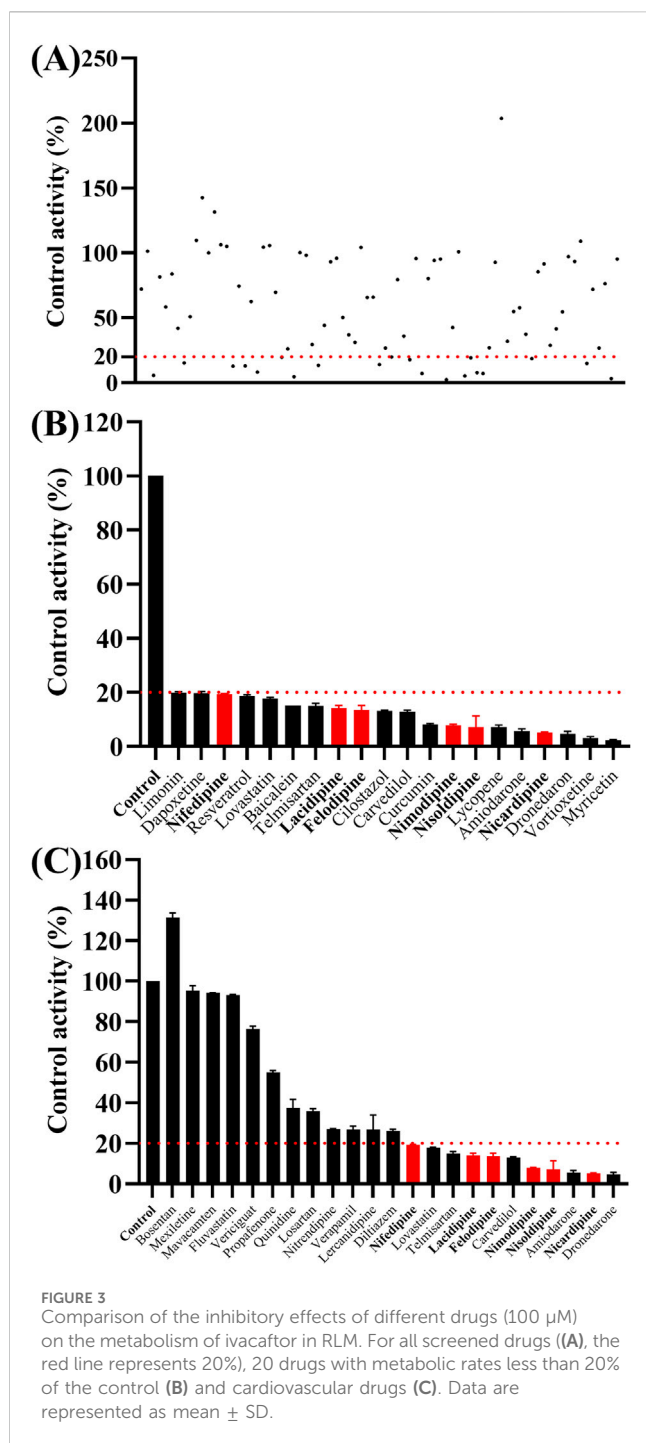 (A)
Control activity (%)
250
200
150
100
50
20
0
(B)
Control activity (%)
120
100
80
60
40
20
0
Control
Limonin
Dapoxetine
Nifedipine
Resveratrol
Lovastatin
Baicalein
Telmisartan
Lacidipine
Felodipine
Cilostazol
Carvedilol
Curcumin
Nimodipine
Nisoldipine
Lycopene
Amiodarone
Nicardipine
Dronedaron
Vortioxetine
Myricetin
(C)
Control activity (%)
160
140
120
100
80
60
40
20
0
Control
Bosentan
Mexiletine
Mavacamten
Fluvastatin
Vericiguat
Propafenone
Quinidine
Losartan
Nitrendipine
Verapamil
Lercanidipine
Diltiazem
Nifedipine
Lovastatin
Telmisartan
Lacidipine
Felodipine
Carvedilol
Nimodipine
Nisoldipine
Amiodarone
Nicardipine
Dronedarone
FIGURE 3
Comparison of the inhibitory effects of different drugs (100 µM)
on the metabolism of ivacaftor in RLM. For all screened drugs ((A), the
red line represents 20%), 20 drugs with metabolic rates less than 20%
of the control (B) and cardiovascular drugs (C). Data are
represented as mean ± SD.